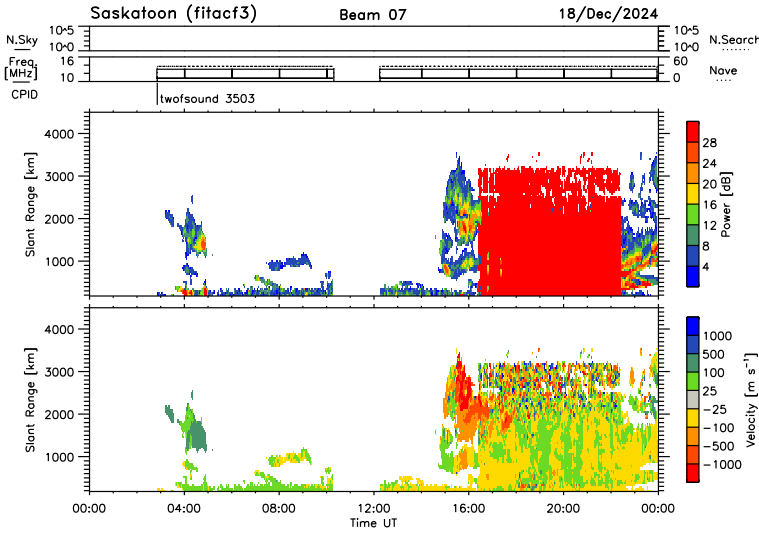 Saskatoon (fitacf3) Beam 07 18/Dec/2024
N.Sky 10^5 10^5 N.Search
10^0 10^0
Freq. 16 60
[MHz] 10 0 Nave
CPID twofsound 3503
4000
3000
2000
1000
Slant Range [km]
28
24
20
16
12
8
4
Power [dB]
4000
3000
2000
1000
Slant Range [km]
1000
500
100
25
−25
−100
−500
−1000
Velocity [m s⁻¹]
00:00 04:00 08:00 12:00 16:00 20:00 00:00
Time UT